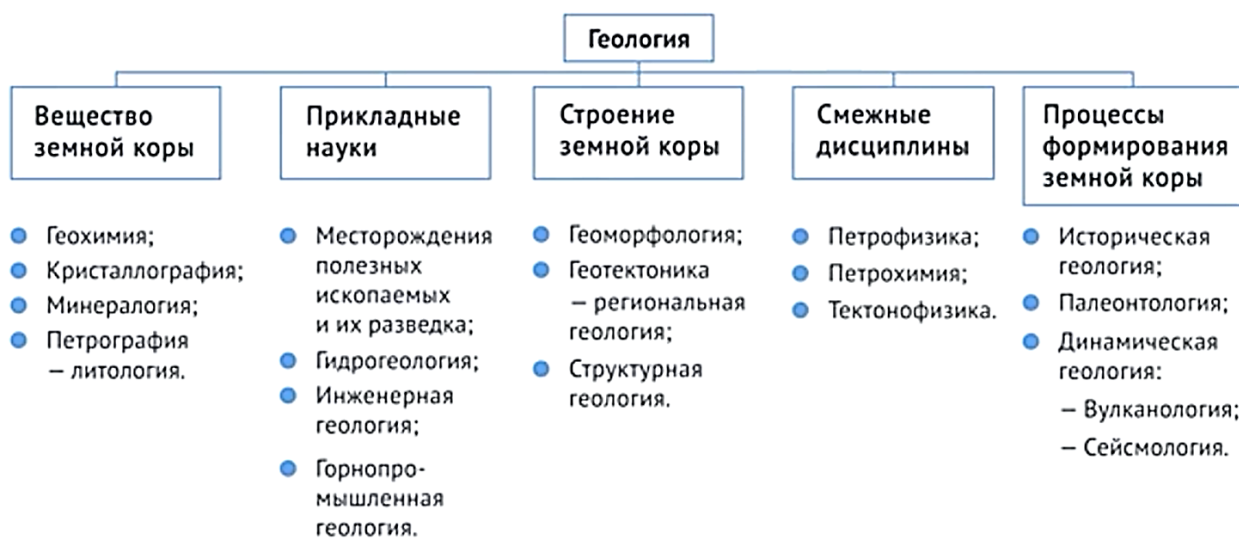 Геология
Вещество
земной коры
Геохимия;
Кристаллография;
Минералогия;
Петрография
— литология.
Прикладные
науки
Месторождения
полезных
ископаемых
и их разведка;
Гидрогеология;
Инженерная
геология;
Горнопро-
мышленная
геология.
Строение
земной коры
Геоморфология;
Геотектоника
— региональная
геология;
Структурная
геология.
Смежные
дисциплины
Петрофизика;
Петрохимия;
Тектонофизика.
Процессы
формирования
земной коры
Историческая
геология;
Палеонтология;
Динамическая
геология:
— Вулканология;
— Сейсмология.